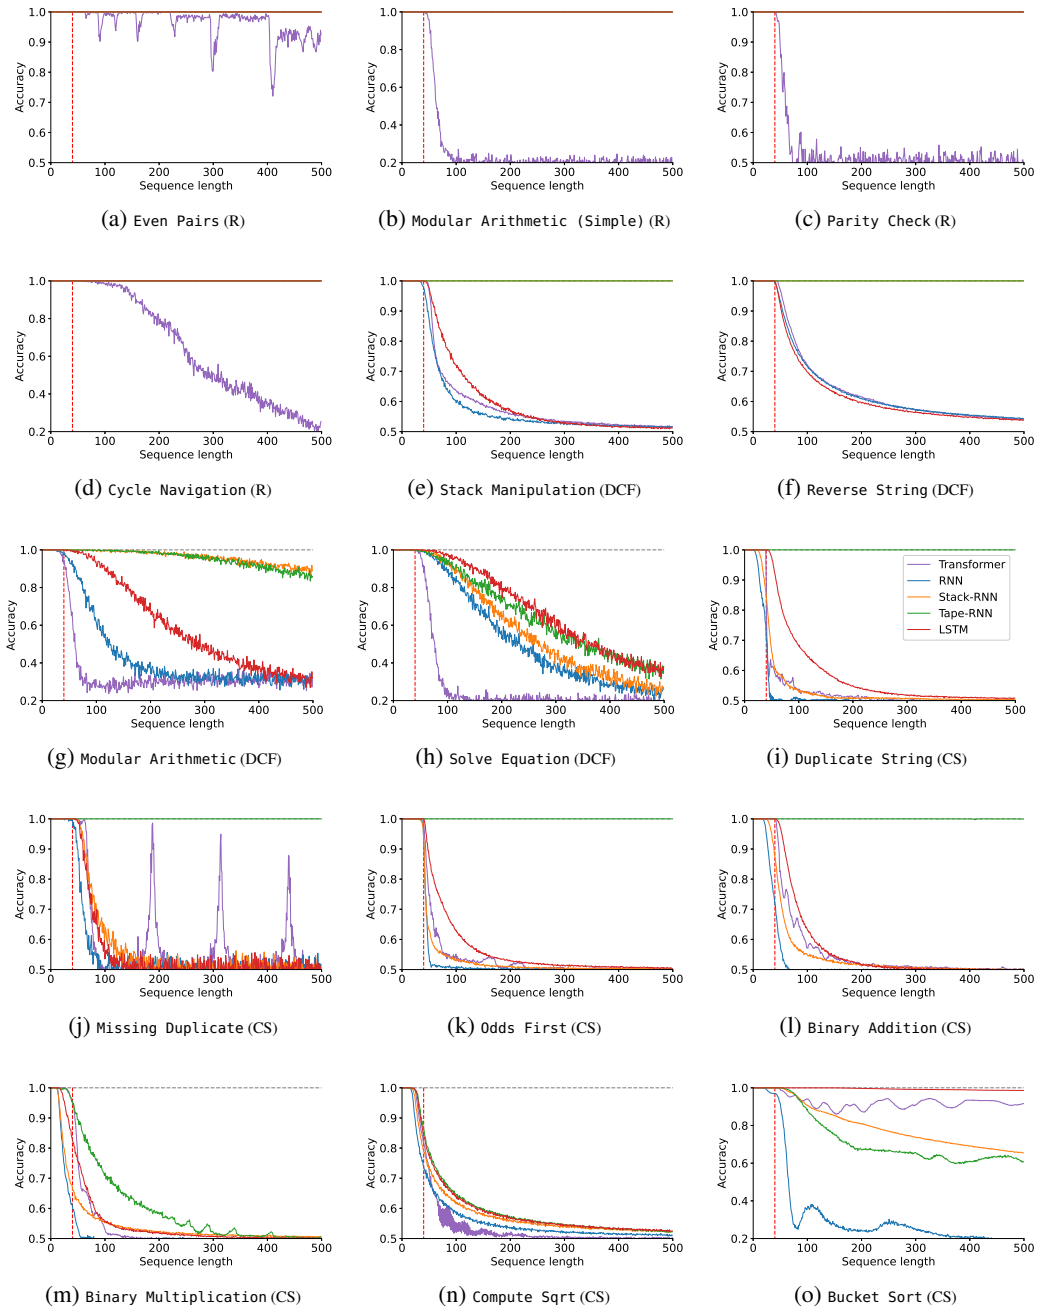 1.0
0.9
0.8
0.7
0.6
0.5
Accuracy
0 100 200 300 400 500
Sequence length
(a) Even Pairs (R)
1.0
0.8
0.6
0.4
0.2
Accuracy
0 100 200 300 400 500
Sequence length
(b) Modular Arithmetic (Simple) (R)
1.0
0.9
0.8
0.7
0.6
0.5
Accuracy
0 100 200 300 400 500
Sequence length
(c) Parity Check (R)
1.0
0.8
0.6
0.4
0.2
Accuracy
0 100 200 300 400 500
Sequence length
(d) Cycle Navigation (R)
1.0
0.9
0.8
0.7
0.6
0.5
Accuracy
0 100 200 300 400 500
Sequence length
(e) Stack Manipulation (DCF)
1.0
0.9
0.8
0.7
0.6
0.5
Accuracy
0 100 200 300 400 500
Sequence length
(f) Reverse String (DCF)
1.0
0.8
0.6
0.4
0.2
Accuracy
0 100 200 300 400 500
Sequence length
(g) Modular Arithmetic (DCF)
1.0
0.8
0.6
0.4
0.2
Accuracy
0 100 200 300 400 500
Sequence length
(h) Solve Equation (DCF)
1.0
0.9
0.8
0.7
0.6
0.5
Accuracy
Transformer
RNN
Stack-RNN
Tape-RNN
LSTM
0 100 200 300 400 500
Sequence length
(i) Duplicate String (CS)
1.0
0.9
0.8
0.7
0.6
0.5
Accuracy
0 100 200 300 400 500
Sequence length
(j) Missing Duplicate (CS)
1.0
0.9
0.8
0.7
0.6
0.5
Accuracy
0 100 200 300 400 500
Sequence length
(k) Odds First (CS)
1.0
0.9
0.8
0.7
0.6
0.5
Accuracy
0 100 200 300 400 500
Sequence length
(l) Binary Addition (CS)
1.0
0.9
0.8
0.7
0.6
0.5
Accuracy
0 100 200 300 400 500
Sequence length
(m) Binary Multiplication (CS)
1.0
0.9
0.8
0.7
0.6
0.5
Accuracy
0 100 200 300 400 500
Sequence length
(n) Compute Sqrt (CS)
1.0
0.8
0.6
0.4
0.2
Accuracy
0 100 200 300 400 500
Sequence length
(o) Bucket Sort (CS)